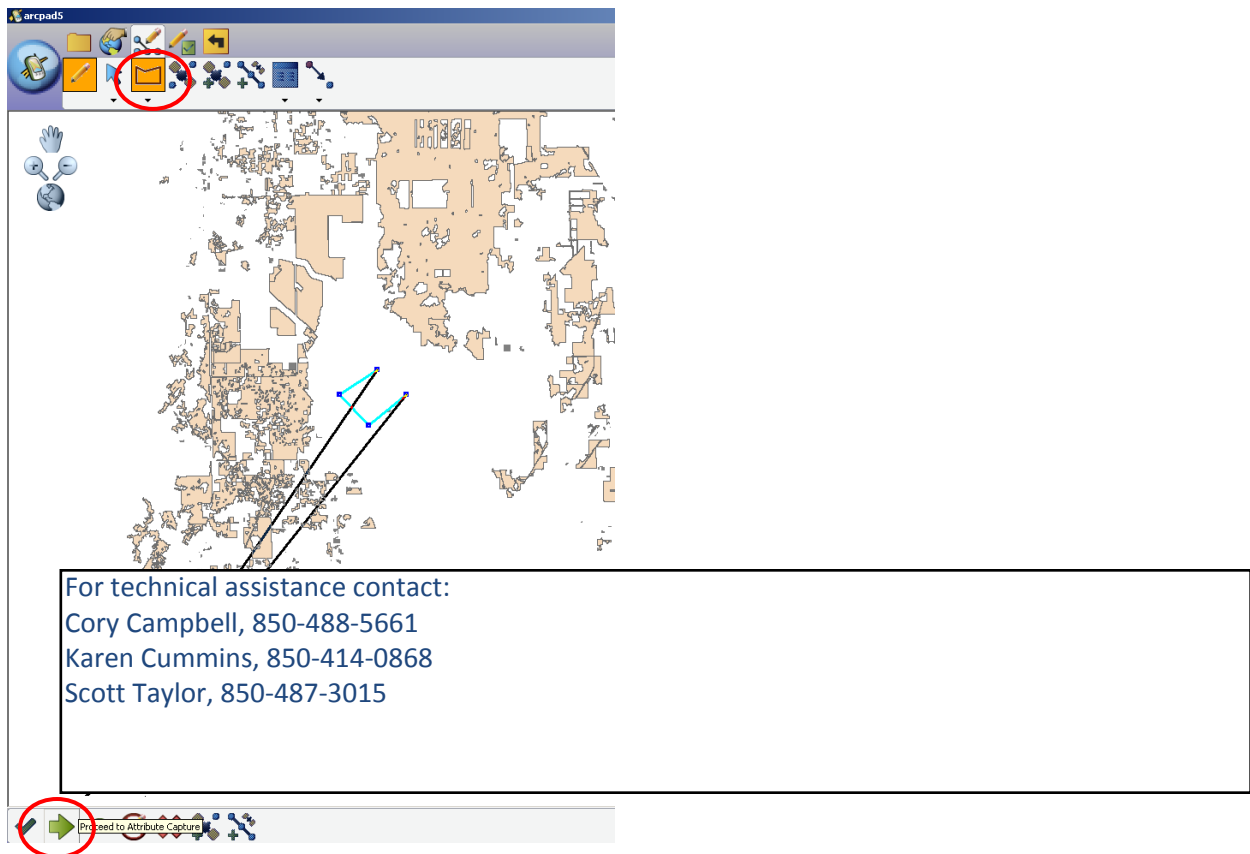 arcpad5
For technical assistance contact:
Cory Campbell, 850-488-5661
Karen Cummins, 850-414-0868
Scott Taylor, 850-487-3015
Proceed to Attribute Capture